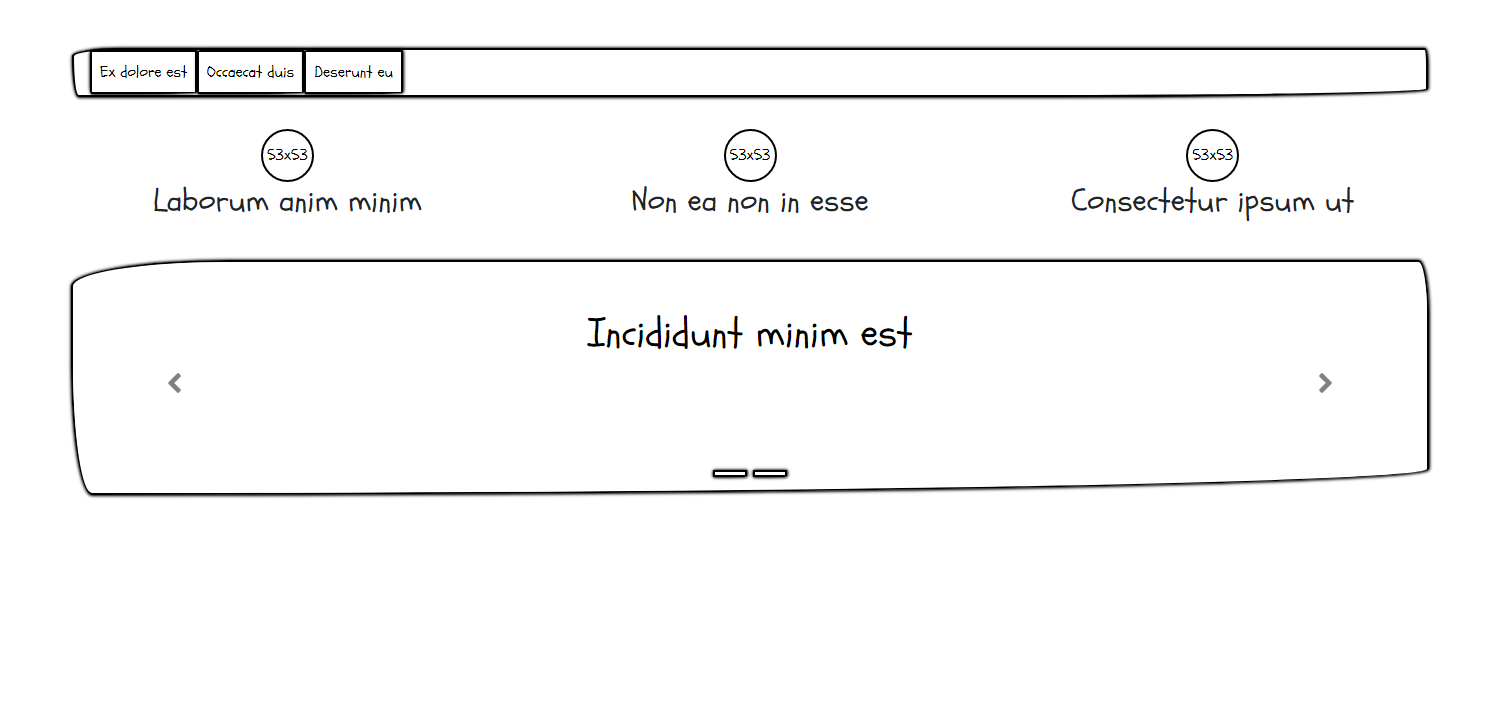 Ex dolore est Occaecat duis Deserunt eu
53x53 53x53 53x53
Laborum anim minim Non ea non in esse Consectetur ipsum ut
Incididunt minim est